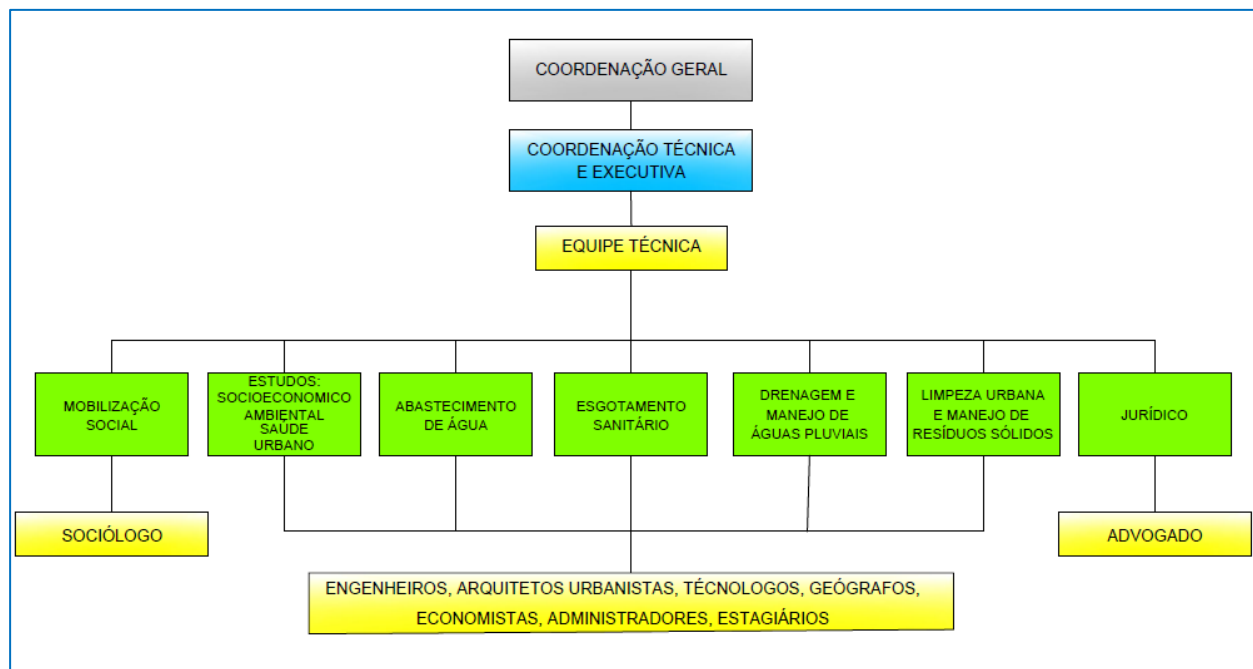 COORDENAÇÃO GERAL
COORDENAÇÃO TÉCNICA
E EXECUTIVA
EQUIPE TÉCNICA
MOBILIZAÇÃO
SOCIAL
ESTUDOS:
SOCIOECONOMICO
AMBIENTAL
SAÚDE
URBANO
ABASTECIMENTO
DE ÁGUA
ESGOTAMENTO
SANITÁRIO
DRENAGEM E
MANEJO DE
ÁGUAS PLUVIAIS
LIMPEZA URBANA
E MANEJO DE
RESÍDUOS SÓLIDOS
JURÍDICO
SOCIÓLOGO
ADVOGADO
ENGENHEIROS, ARQUITETOS URBANISTAS, TÉCNOLOGOS, GEÓGRAFOS,
ECONOMISTAS, ADMINISTRADORES, ESTAGIÁRIOS